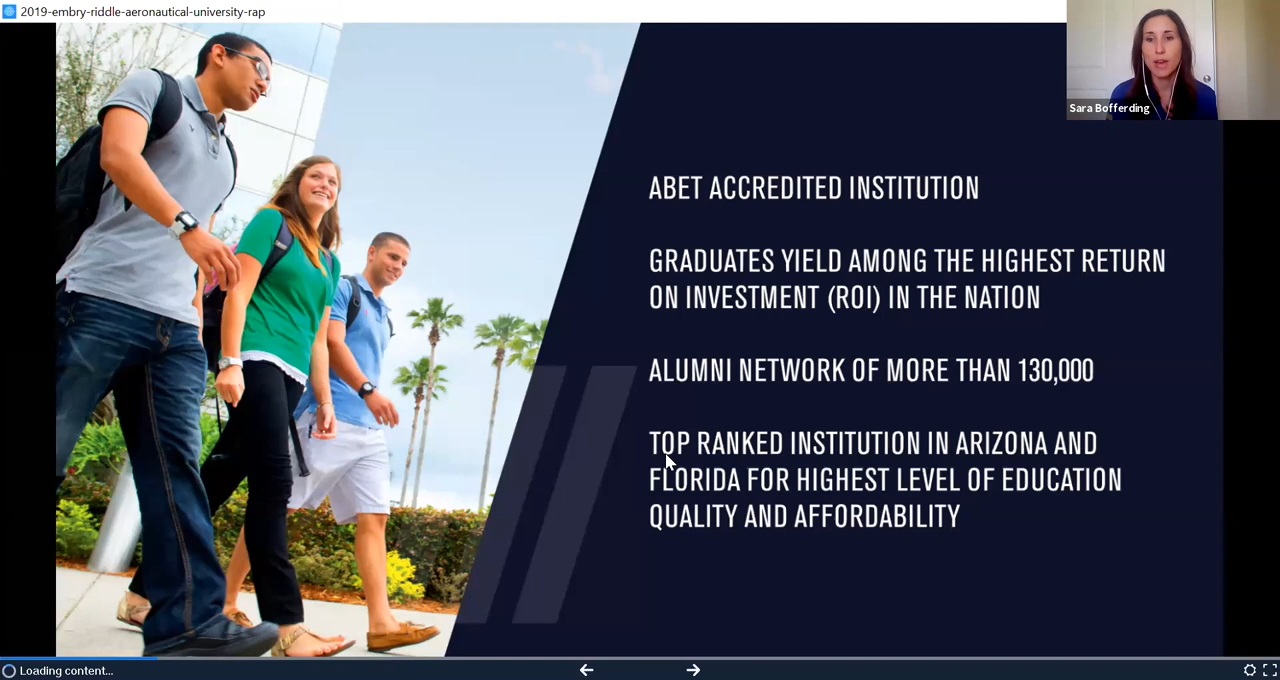 2019-embry-riddle-aeronautical-university-rap
Sara Bofferding
ABET ACCREDITED INSTITUTION
GRADUATES YIELD AMONG THE HIGHEST RETURN
ON INVESTMENT (ROI) IN THE NATION
ALUMNI NETWORK OF MORE THAN 130,000
TOP RANKED INSTITUTION IN ARIZONA AND
FLORIDA FOR HIGHEST LEVEL OF EDUCATION
QUALITY AND AFFORDABILITY
Loading content...